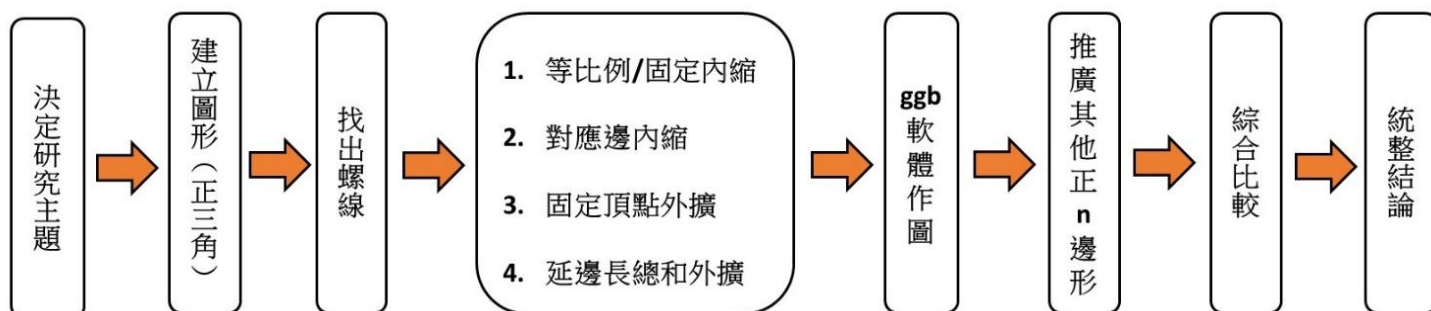 決定研究主題
建立圖形（正三角）
找出螺線
1. 等比例/固定內縮
2. 對應邊內縮
3. 固定頂點外擴
4. 延邊長總和外擴
ggb軟體作圖
推廣其他正n邊形
綜合比較
統整結論